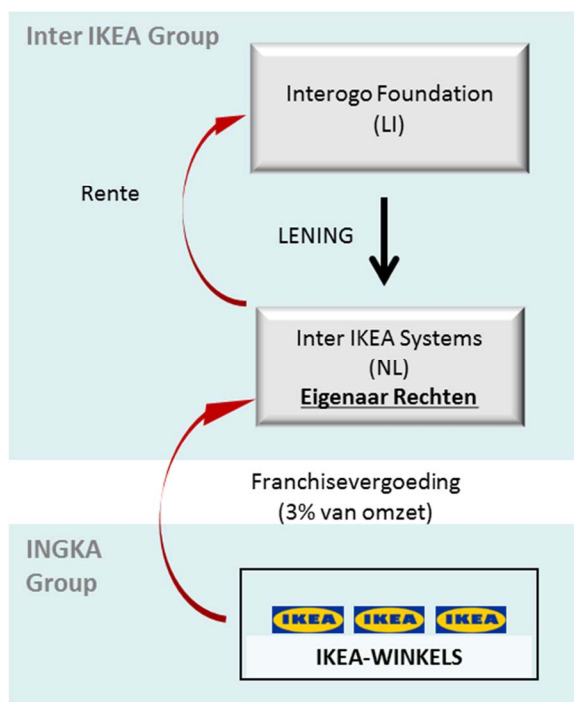 Inter IKEA Group
Interogo Foundation
(LI)
Rente
LENING
Inter IKEA Systems
(NL)
Eigenaar Rechten
Franchisevergoeding
(3% van omzet)
INGKA
Group
IKEA IKEA IKEA
IKEA-WINKELS